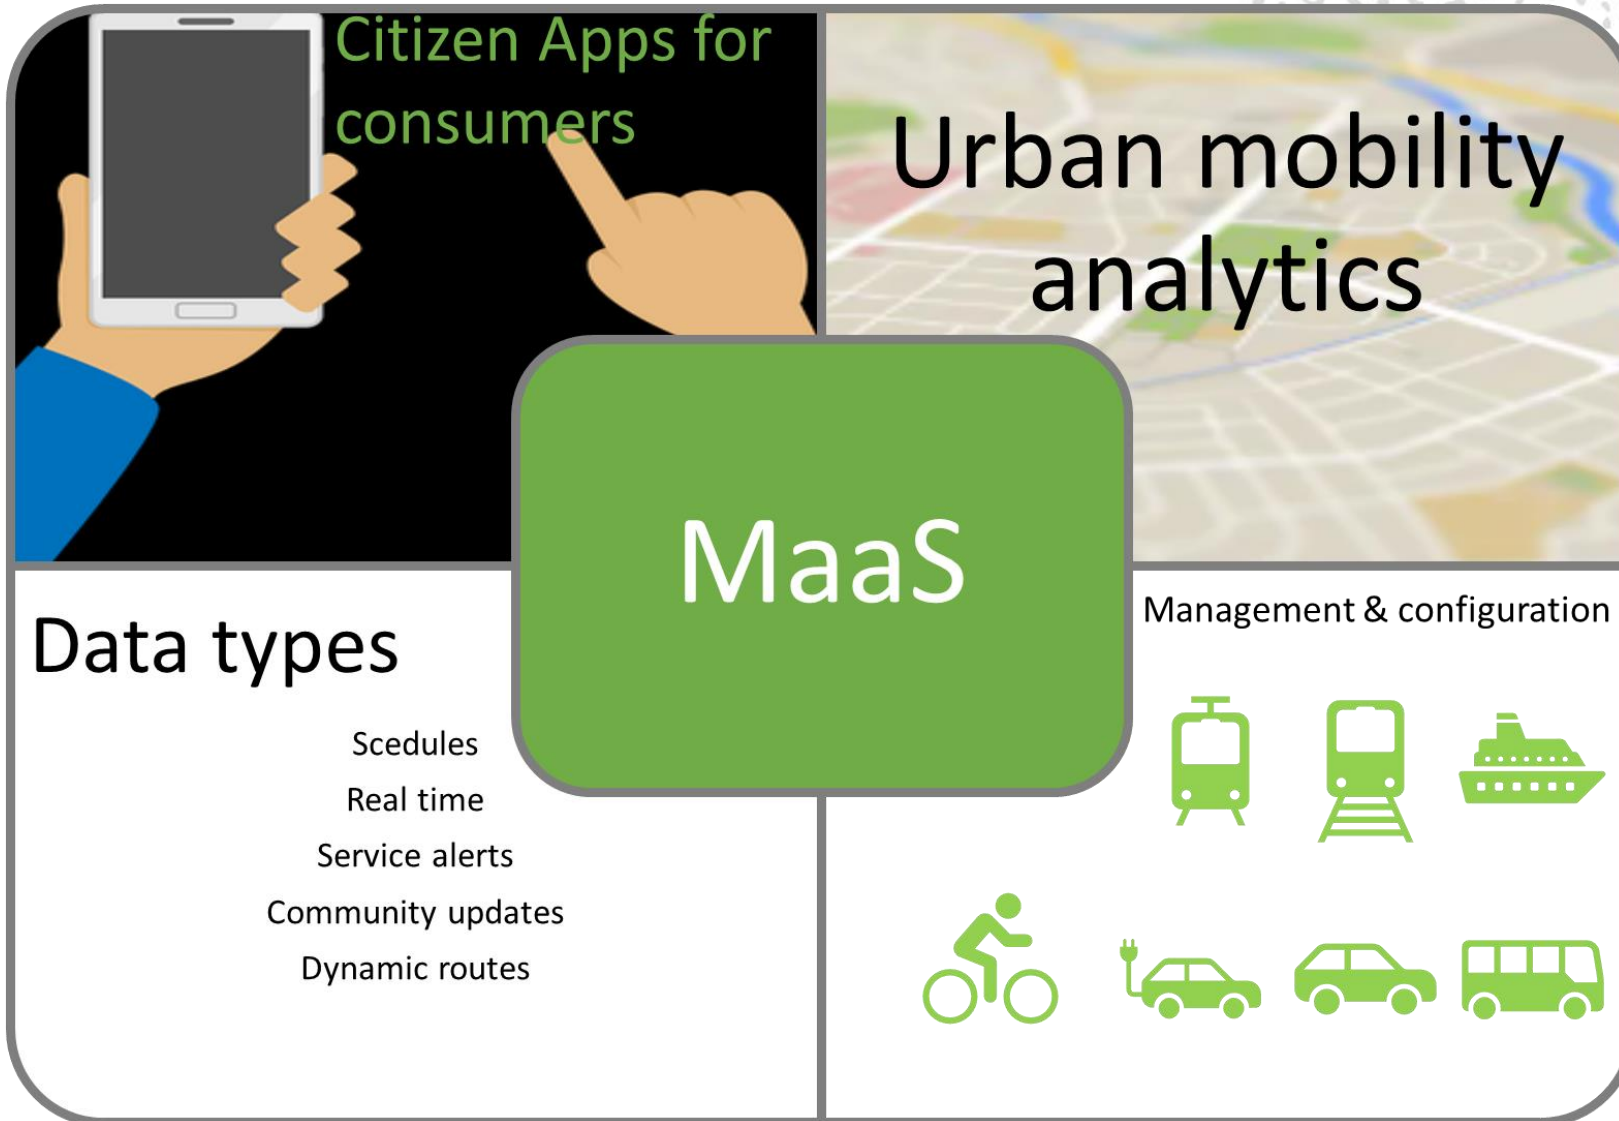 Citizen Apps for
consumers
Urban mobility
analytics
MaaS
Data types
Scedules
Real time
Service alerts
Community updates
Dynamic routes
Management & configuration